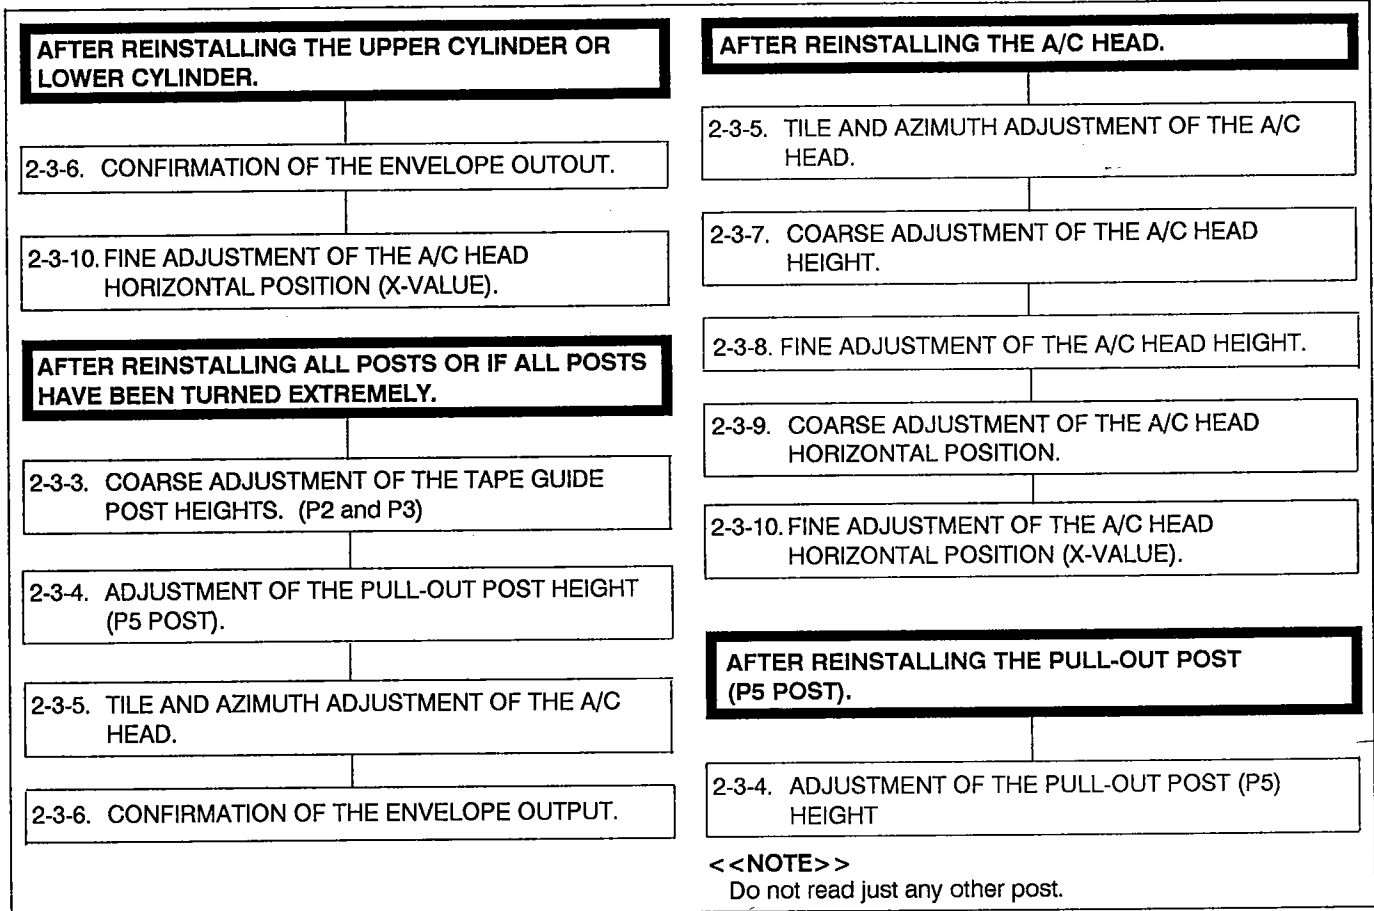 AFTER REINSTALLING THE UPPER CYLINDER OR
LOWER CYLINDER.
2-3-6. CONFIRMATION OF THE ENVELOPE OUTOUT.
2-3-10. FINE ADJUSTMENT OF THE A/C HEAD
HORIZONTAL POSITION (X-VALUE).
AFTER REINSTALLING ALL POSTS OR IF ALL POSTS
HAVE BEEN TURNED EXTREMELY.
2-3-3. COARSE ADJUSTMENT OF THE TAPE GUIDE
POST HEIGHTS. (P2 and P3)
2-3-4. ADJUSTMENT OF THE PULL-OUT POST HEIGHT
(P5 POST).
2-3-5. TILE AND AZIMUTH ADJUSTMENT OF THE A/C
HEAD.
2-3-6. CONFIRMATION OF THE ENVELOPE OUTPUT.
AFTER REINSTALLING THE A/C HEAD.
2-3-5. TILE AND AZIMUTH ADJUSTMENT OF THE A/C
HEAD.
2-3-7. COARSE ADJUSTMENT OF THE A/C HEAD
HEIGHT.
2-3-8. FINE ADJUSTMENT OF THE A/C HEAD HEIGHT.
2-3-9. COARSE ADJUSTMENT OF THE A/C HEAD
HORIZONTAL POSITION.
2-3-10. FINE ADJUSTMENT OF THE A/C HEAD
HORIZONTAL POSITION (X-VALUE).
AFTER REINSTALLING THE PULL-OUT POST
(P5 POST).
2-3-4. ADJUSTMENT OF THE PULL-OUT POST (P5)
HEIGHT
<<NOTE>>
Do not read just any other post.